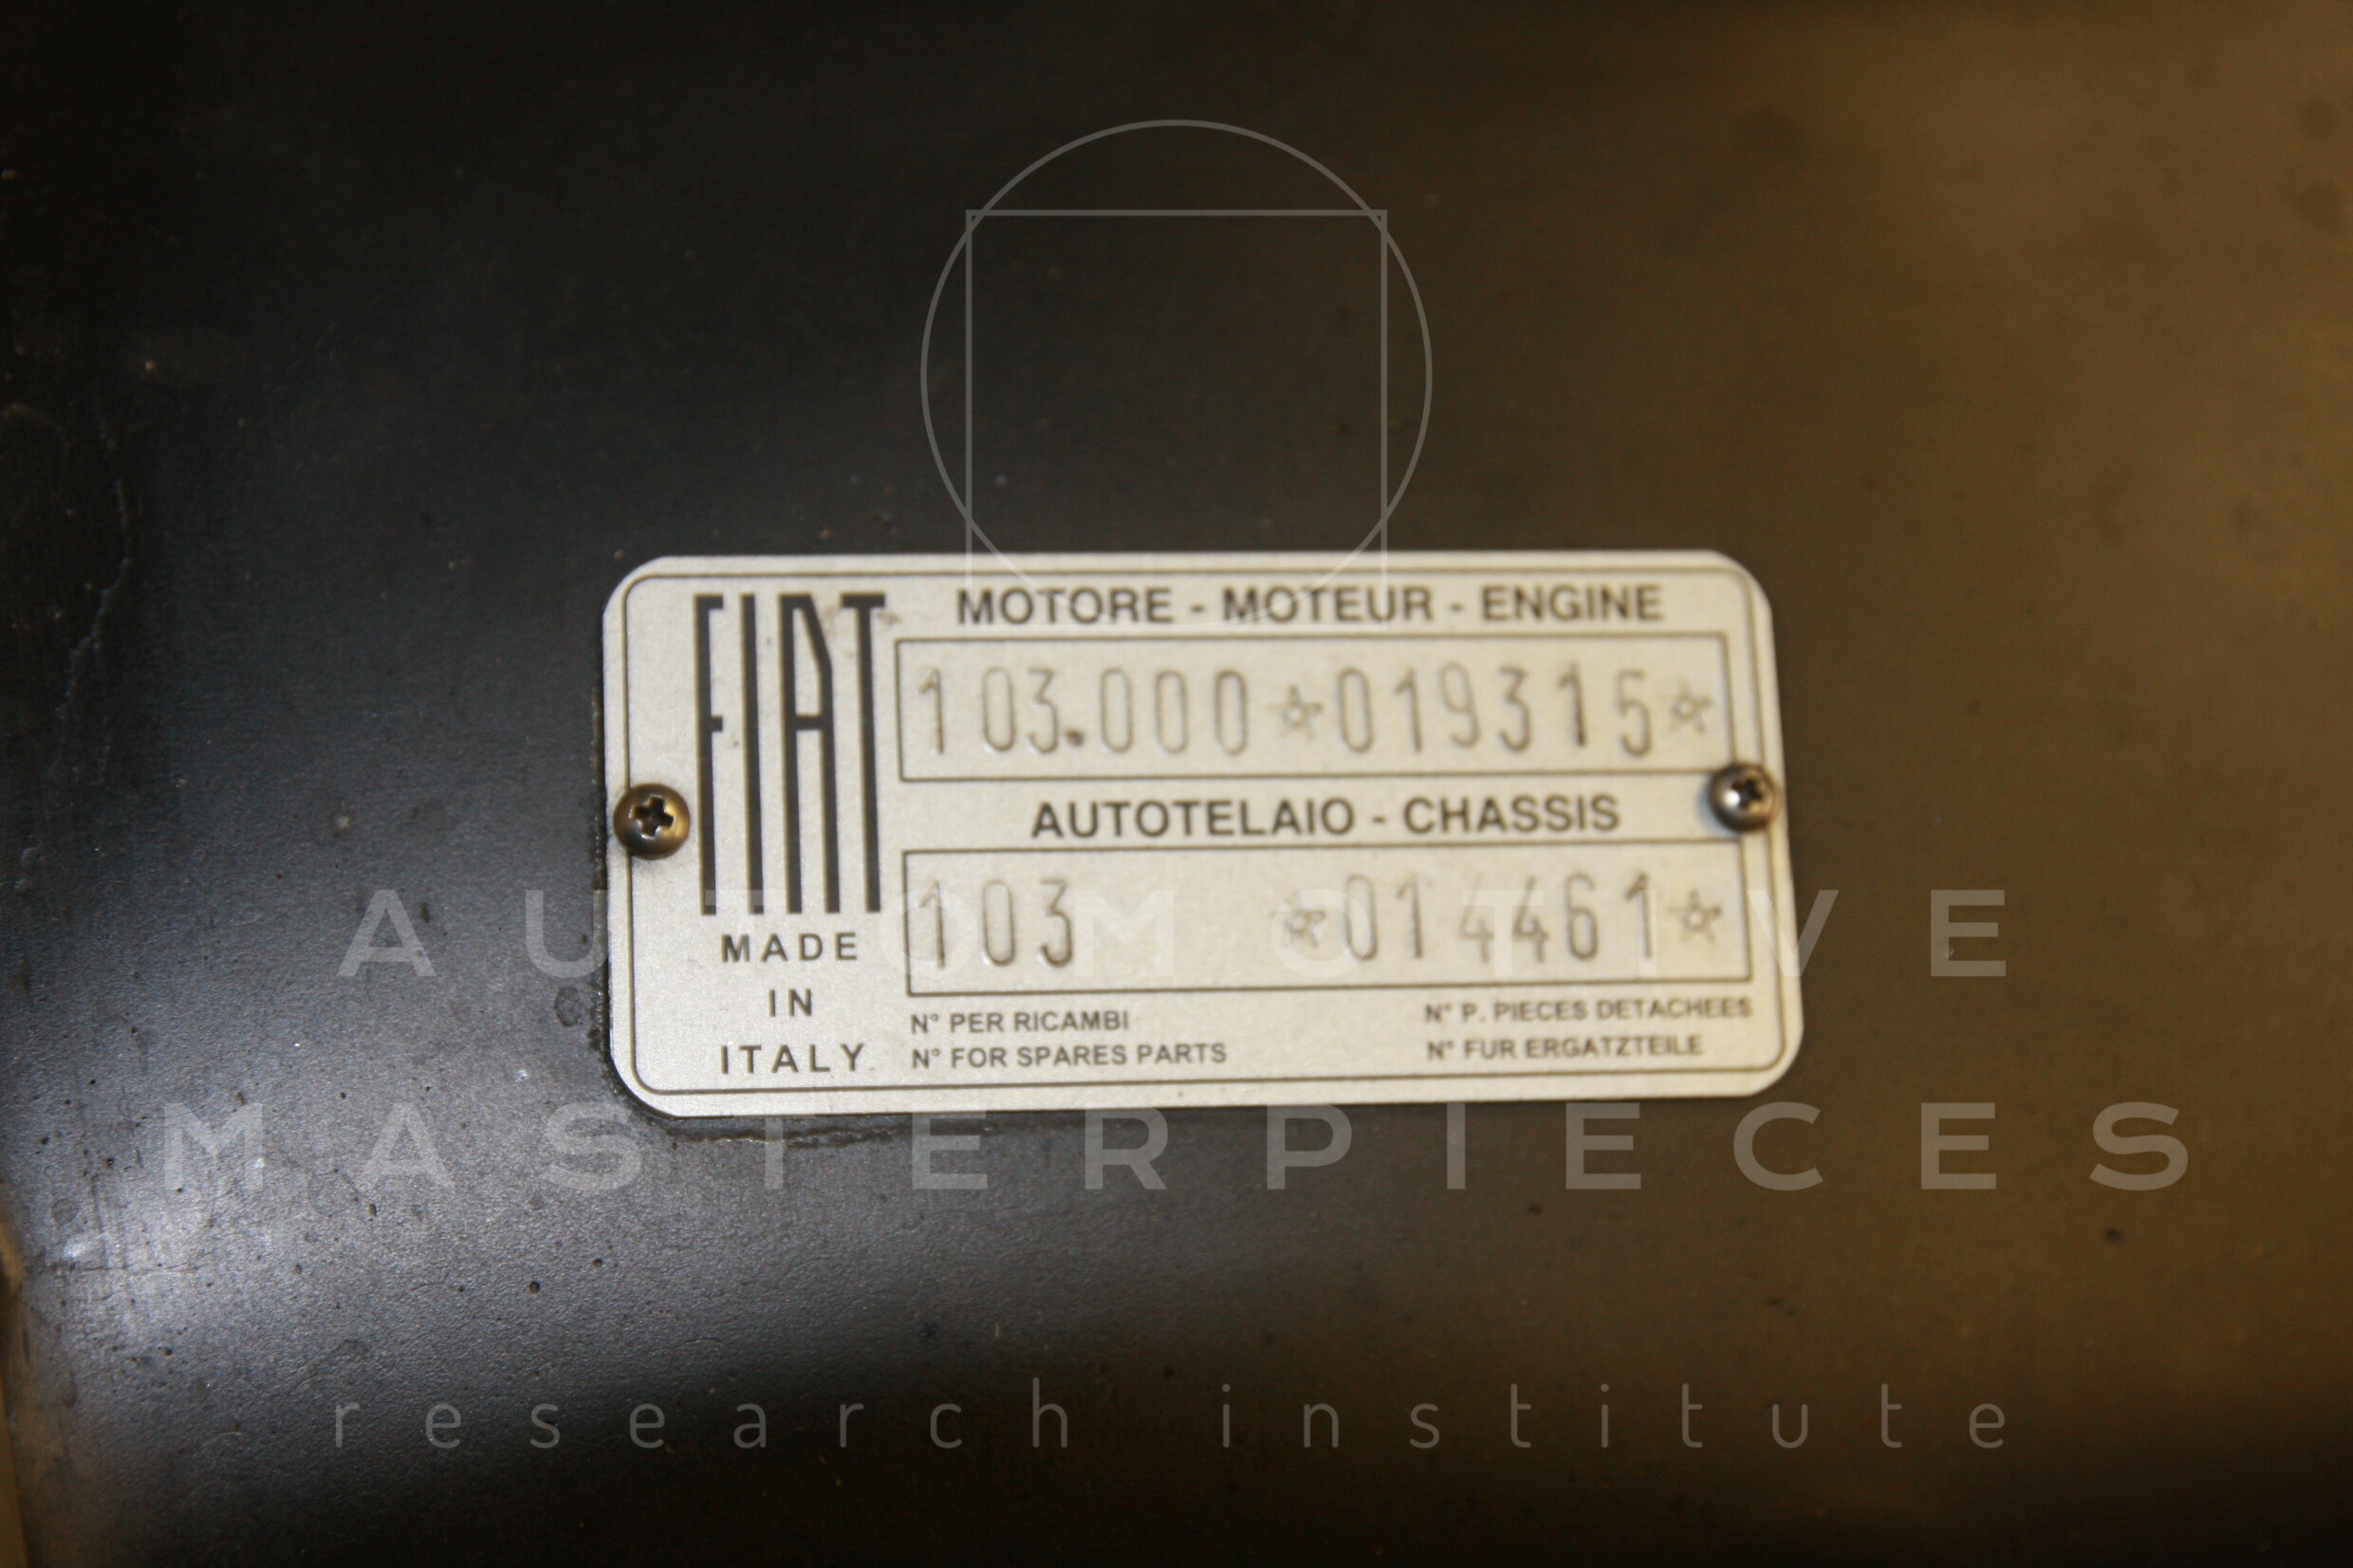 FIAT
MADE
IN
ITALY
MOTORE - MOTEUR - ENGINE
103.000☆019315☆
AUTOTELAIO - CHASSIS
103 ☆014461☆
N° PER RICAMBI
N° FOR SPARES PARTS
N° P. PIECES DETACHEES
N° FUR ERGATZTEILE
AUTOMOTIVE
MASTERPIECES
research institute